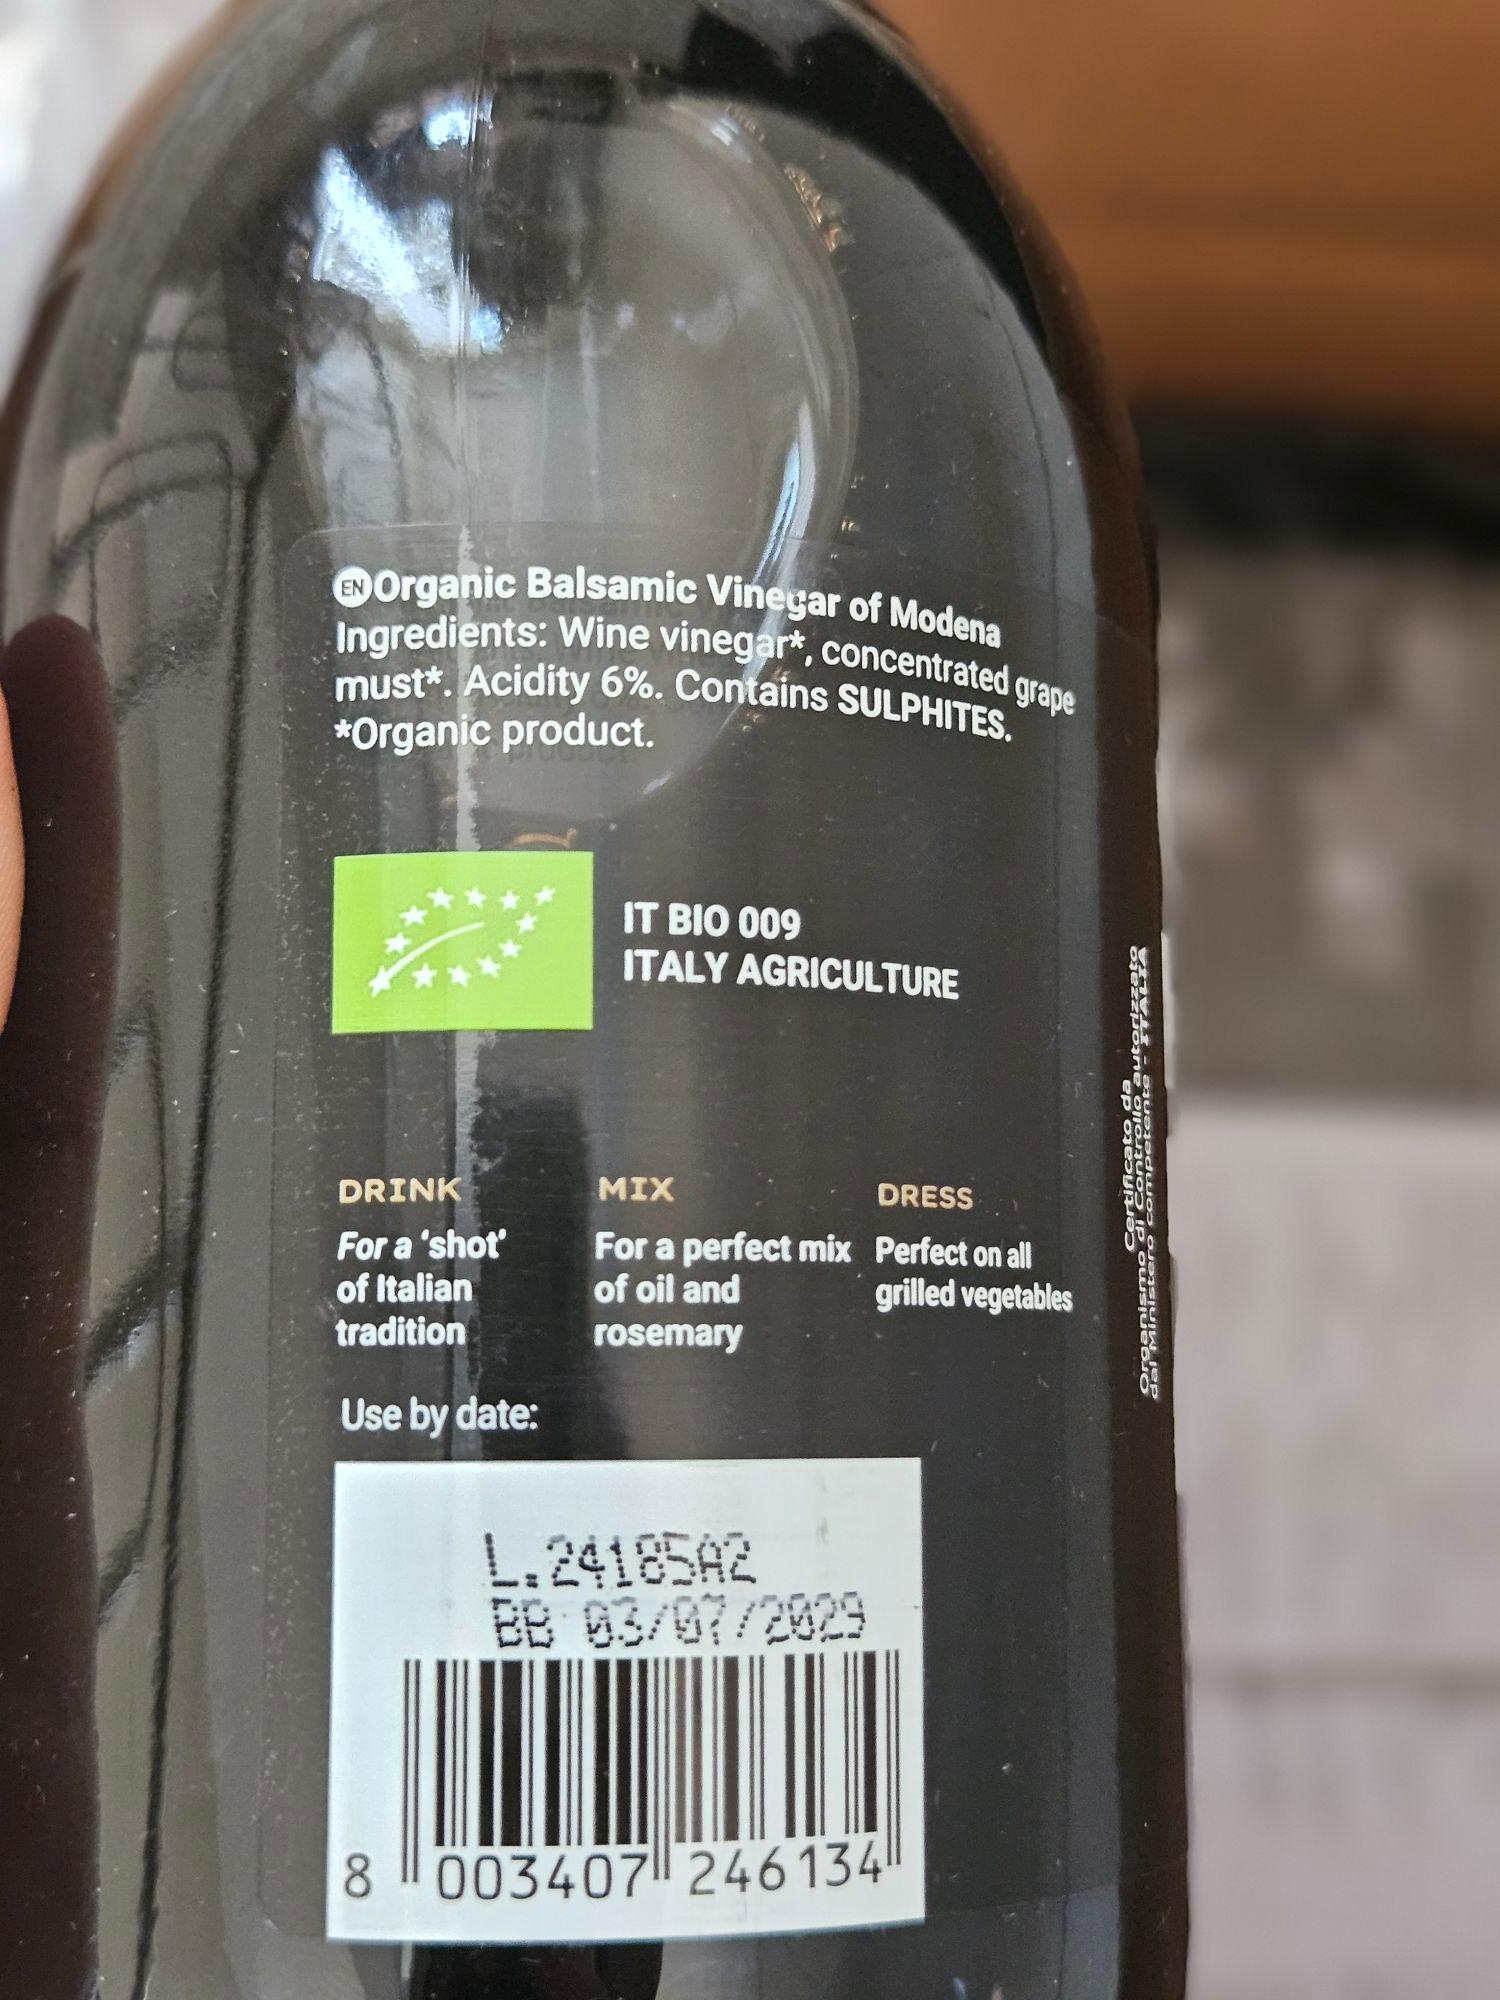 EN Organic Balsamic Vinegar of Modena
Ingredients: Wine vinegar*, concentrated grape
must*. Acidity 6%. Contains SULPHITES.
*Organic product.
IT BIO 009
ITALY AGRICULTURE
DRINK
For a ‘shot’
of Italian
tradition
MIX
For a perfect mix
of oil and
rosemary
DRESS
Perfect on all
grilled vegetables
Use by date:
L.24185A2
BB 03/07/2029
8 003407 246134
Certificato da
Organismo di Controllo autorizzato
dal Ministero competente - ITALIA